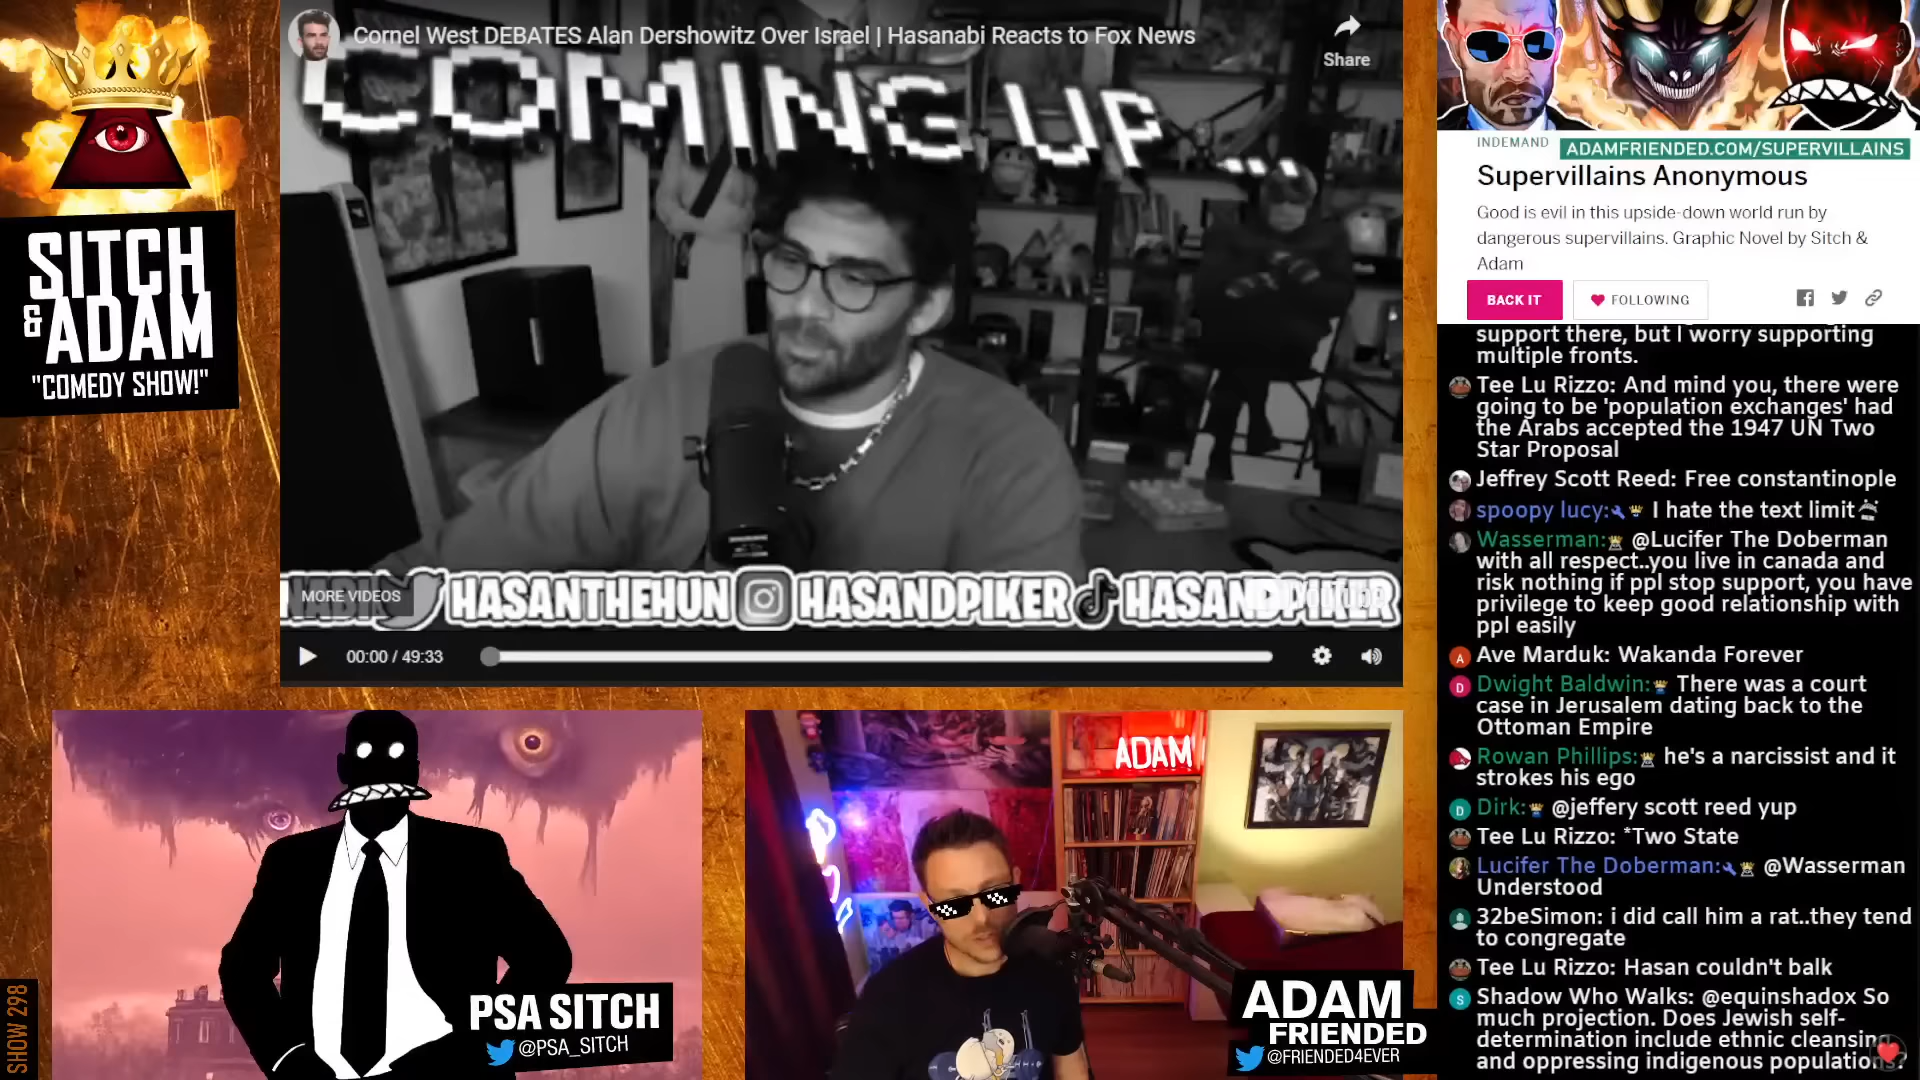 SITCH
& ADAM
"COMEDY SHOW!"
SHOW 298
Cornel West DEBATES Alan Dershowitz Over Israel | Hasanabi Reacts to Fox News
Share
COMING UP ...
MORE VIDEOS
HASANTHEHUN HASANDPIKER HASANDPIKER
00:00 / 49:33
PSA SITCH
@PSA_SITCH
ADAM
ADAM
FRIENDED
@FRIENDED4EVER
INDEMAND
ADAMFRIENDED.COM/SUPERVILLAINS
Supervillains Anonymous
Good is evil in this upside-down world run by
dangerous supervillains. Graphic Novel by Sitch &
Adam
BACK IT
FOLLOWING
support there, but I worry supporting
multiple fronts.
Tee Lu Rizzo: And mind you, there were
going to be 'population exchanges' had
the Arabs accepted the 1947 UN Two
Star Proposal
Jeffrey Scott Reed: Free constantinople
spoopy lucy: I hate the text limit
Wasserman: @Lucifer The Doberman
with all respect..you live in canada and
risk nothing if ppl stop support, you have
privilege to keep good relationship with
ppl easily
A Ave Marduk: Wakanda Forever
D Dwight Baldwin: There was a court
case in Jerusalem dating back to the
Ottoman Empire
Rowan Phillips: he's a narcissist and it
strokes his ego
D Dirk: @jeffery scott reed yup
Tee Lu Rizzo: *Two State
Lucifer The Doberman: @Wasserman
Understood
32beSimon: i did call him a rat..they tend
to congregate
Tee Lu Rizzo: Hasan couldn't balk
S Shadow Who Walks: @equinshadox So
much projection. Does Jewish self-
determination include ethnic cleansing
and oppressing indigenous populations?